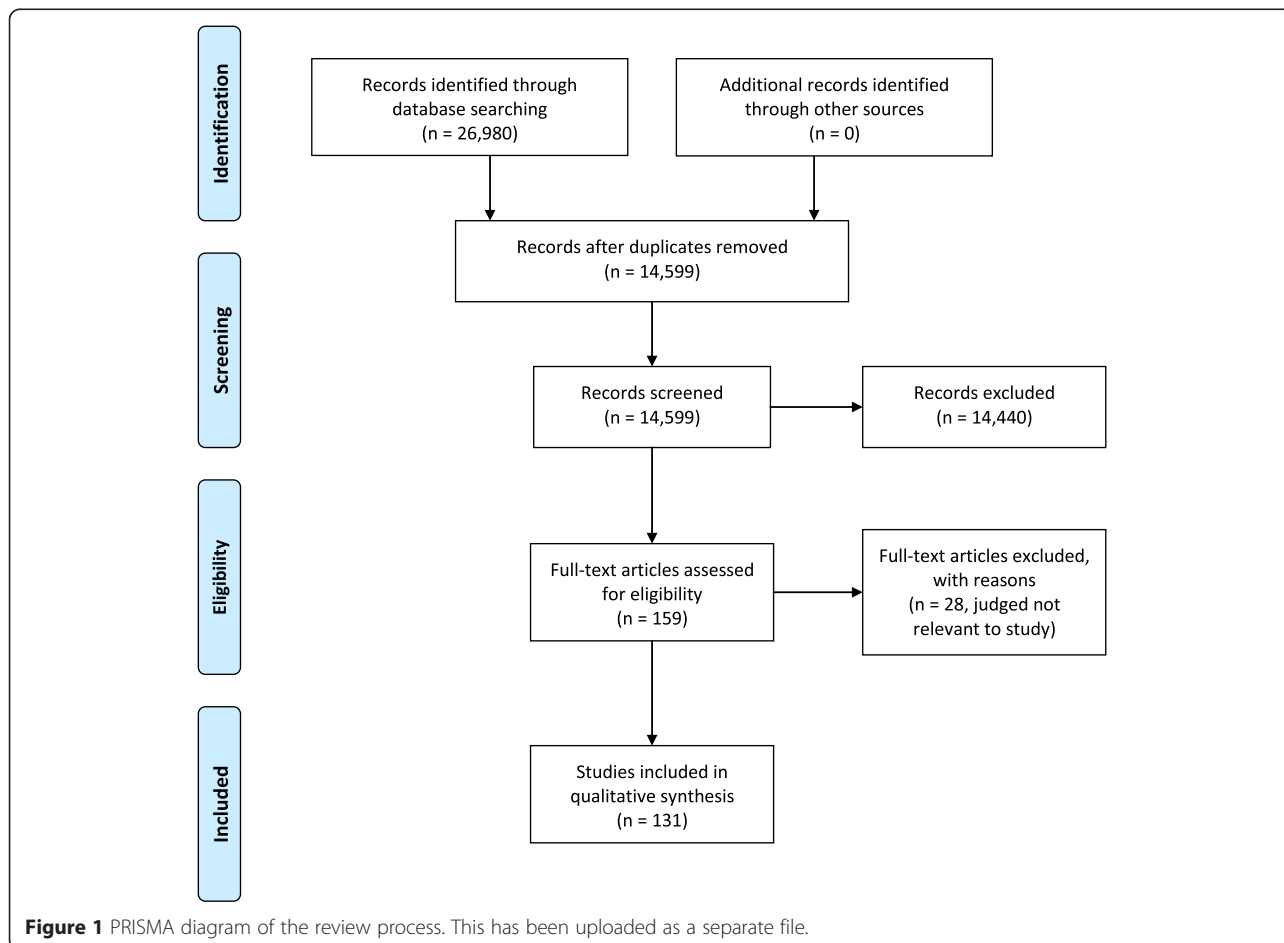 Identification
Records identified through
database searching
(n = 26,980)
Additional records identified
through other sources
(n = 0)
Records after duplicates removed
(n = 14,599)
Screening
Records screened
(n = 14,599)
Records excluded
(n = 14,440)
Eligibility
Full-text articles assessed
for eligibility
(n = 159)
Full-text articles excluded,
with reasons
(n = 28, judged not
relevant to study)
Included
Studies included in
qualitative synthesis
(n = 131)
Figure 1 PRISMA diagram of the review process. This has been uploaded as a separate file.